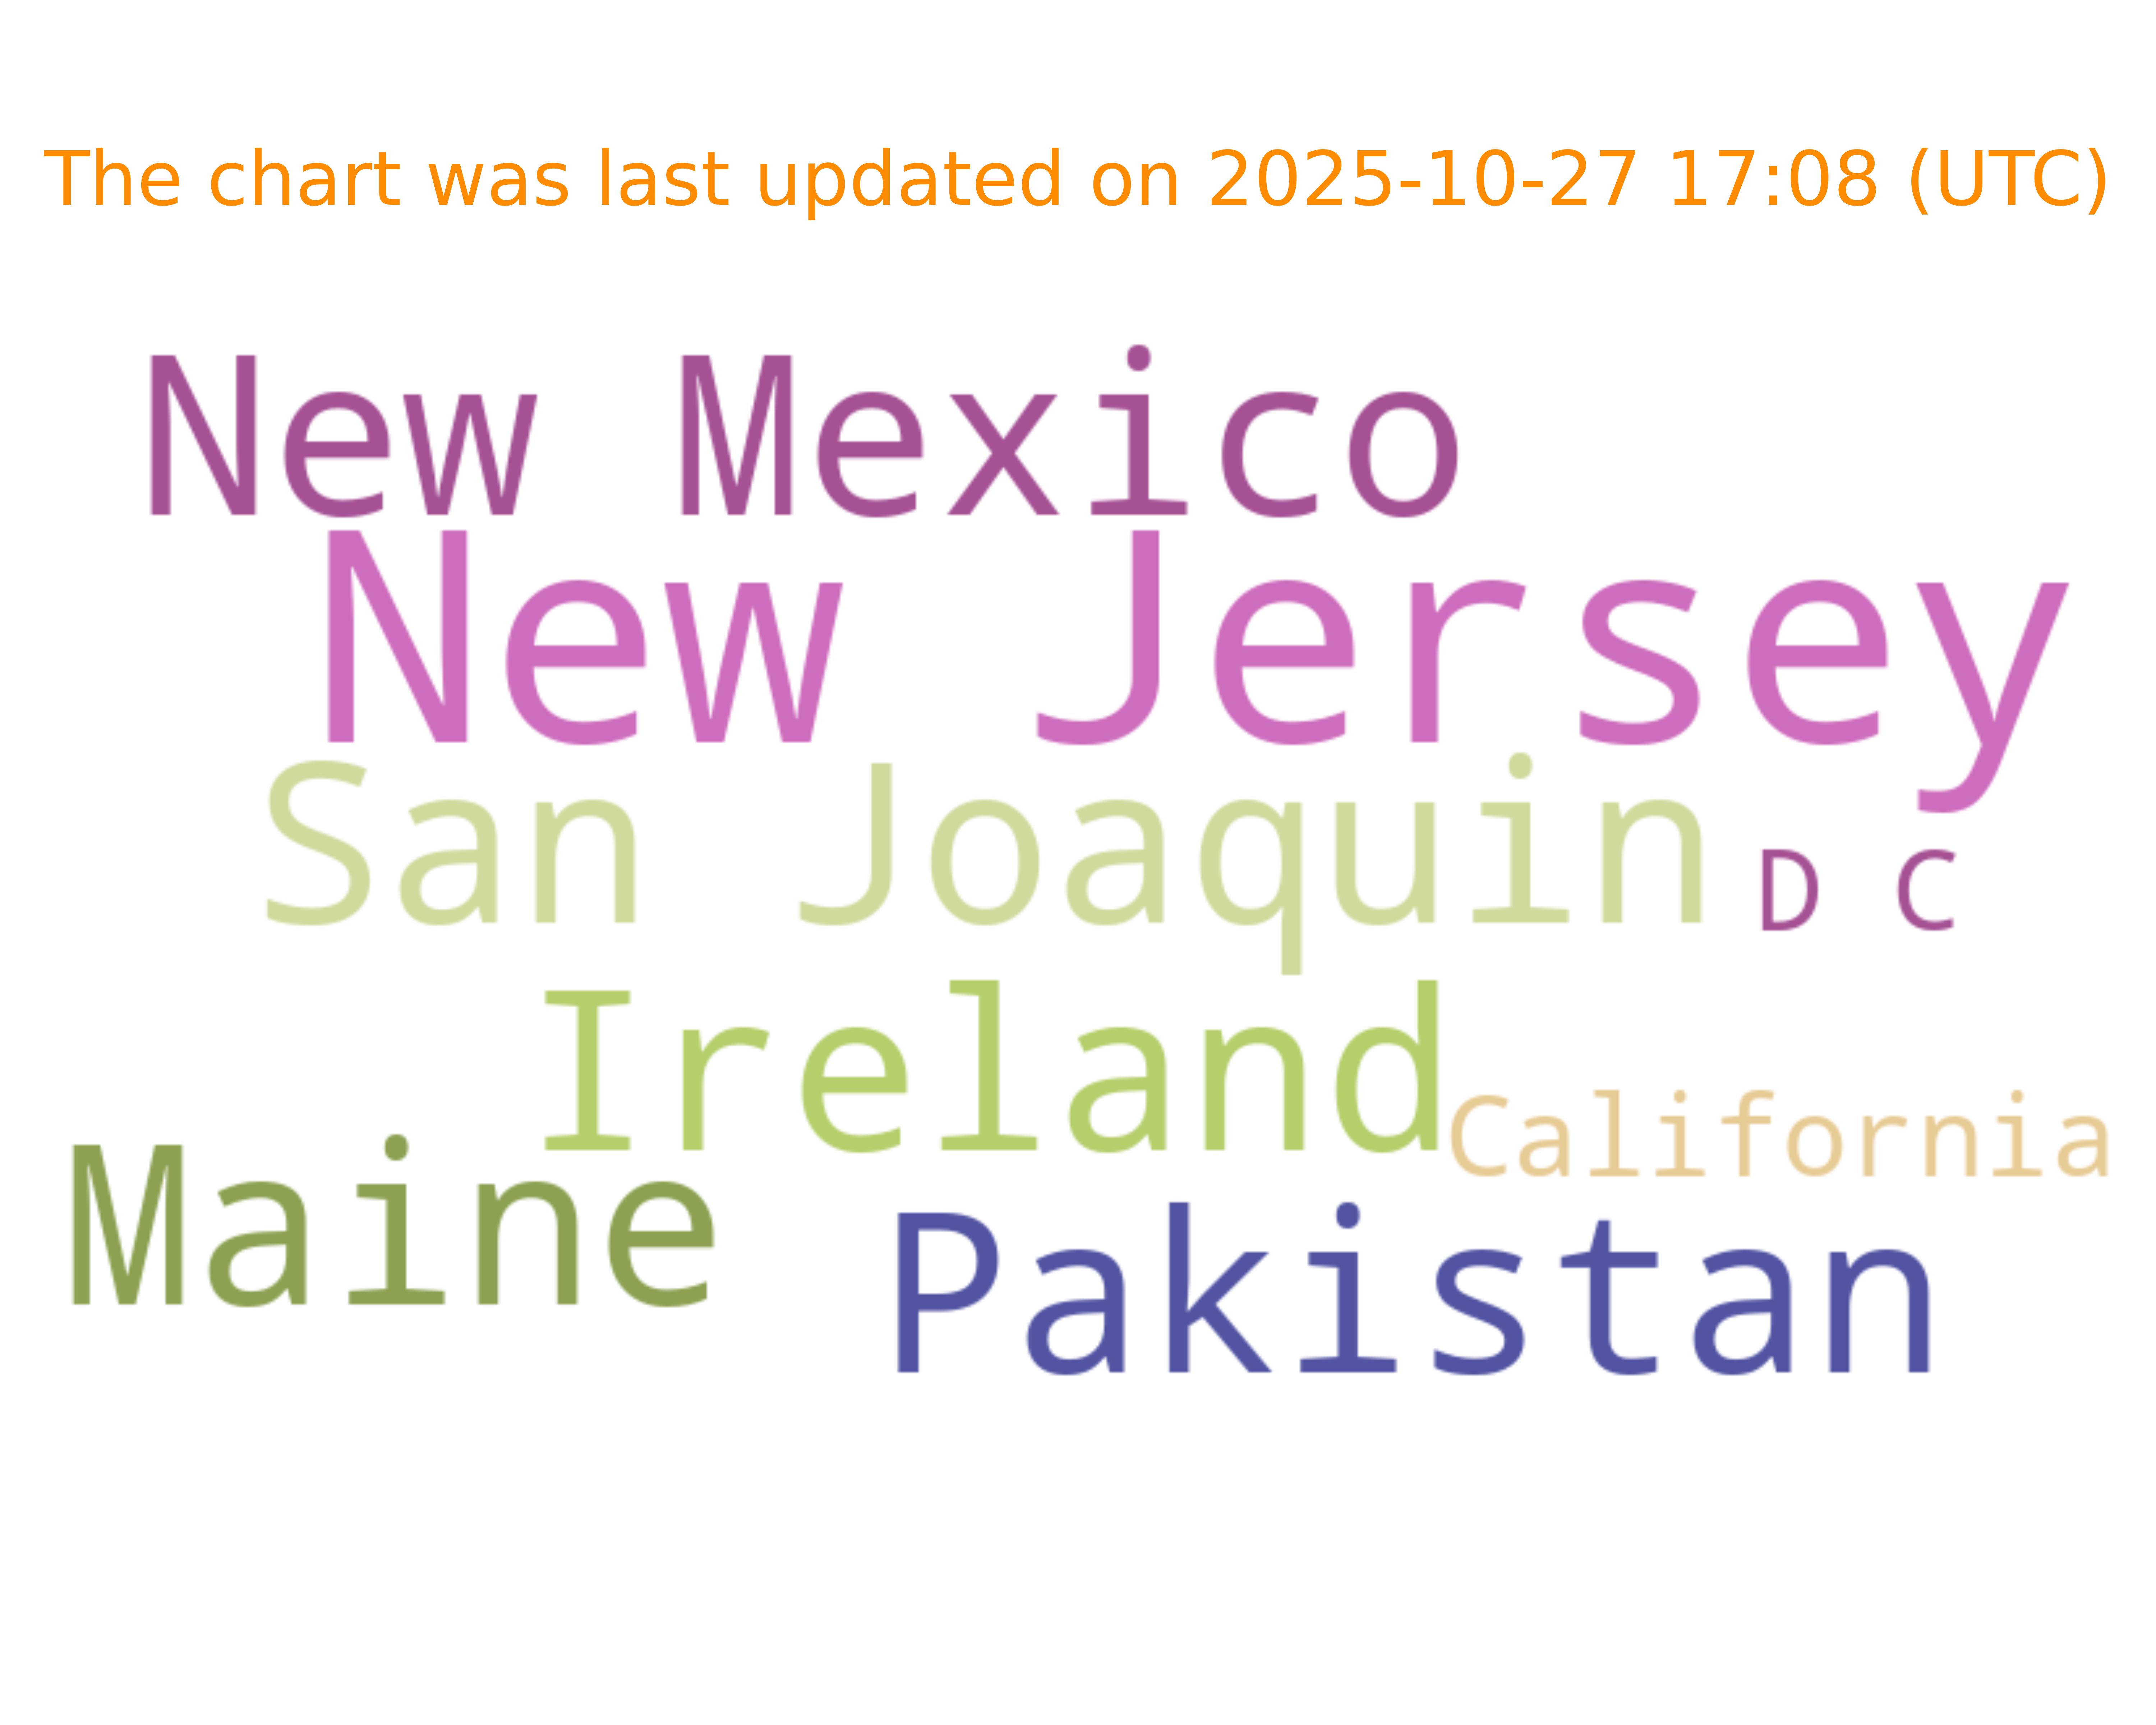 The chart was last updated on 2025-10-27 17:08 (UTC)
New Mexico
New Jersey
San Joaquin
D C
Ireland
California
Maine
Pakistan